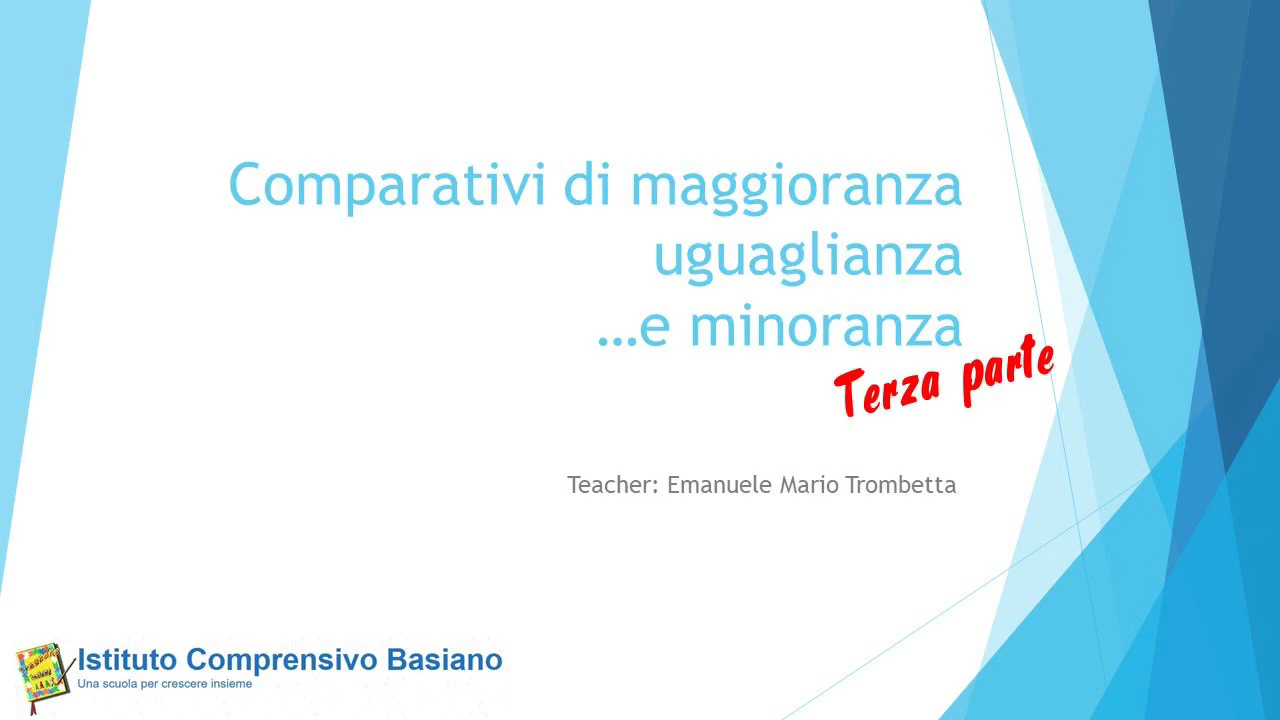 Comparativi di maggioranza
uguaglianza
…e minoranza
Terza parte
Teacher: Emanuele Mario Trombetta
Istituto Comprensivo Basiano
Una scuola per crescere insieme